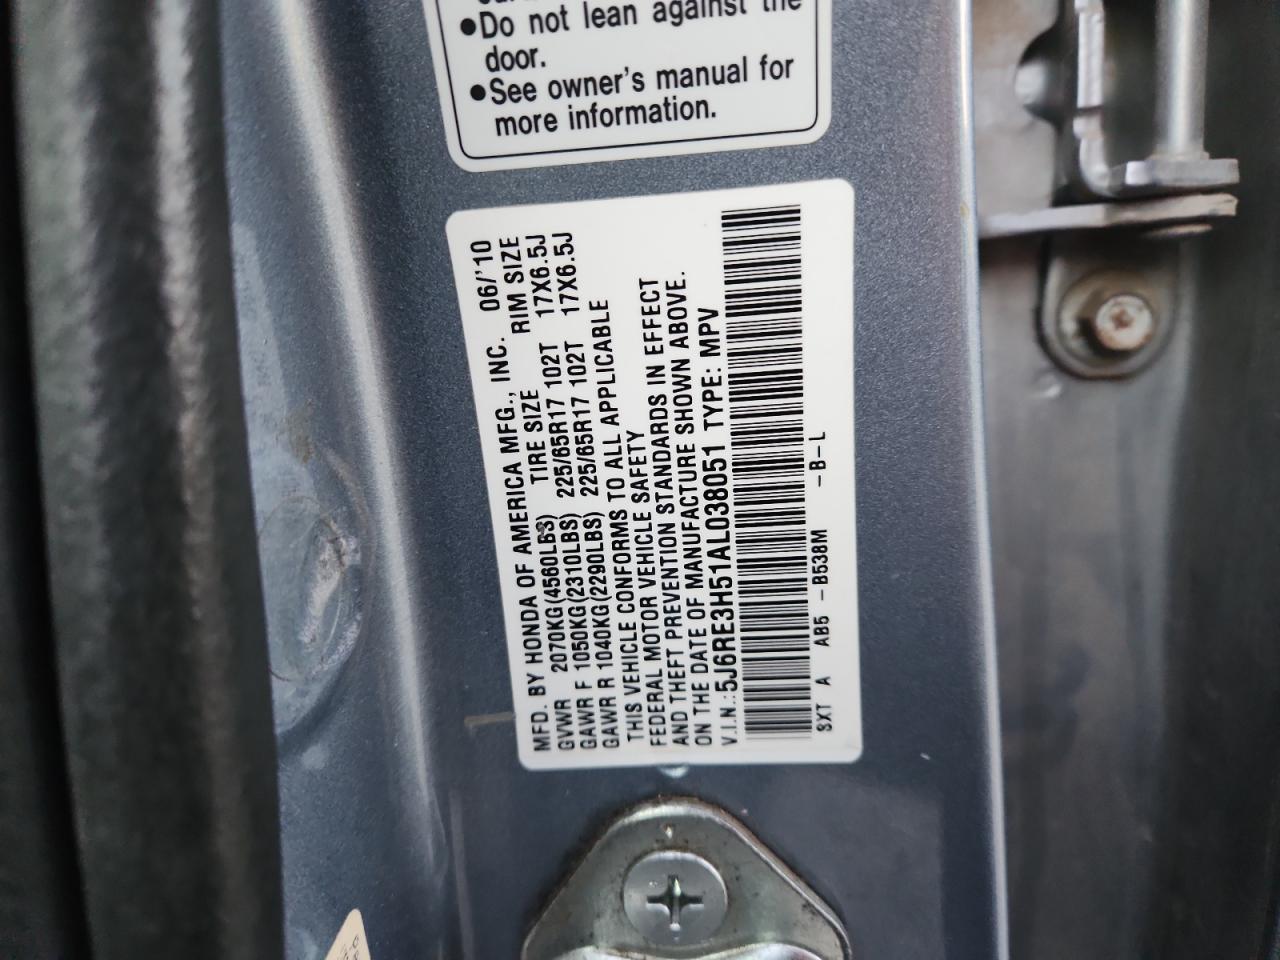 ●Do not lean against the
door.
●See owner's manual for
more information.
MFD. BY HONDA OF AMERICA MFG., INC. 06/'10
GVWR 2070KG(4560LBS) TIRE SIZE RIM SIZE
GAWR F 1050KG(2310LBS) 225/65R17 102T 17X6.5J
GAWR R 1040KG(2290LBS) 225/65R17 102T 17X6.5J
THIS VEHICLE CONFORMS TO ALL APPLICABLE
FEDERAL MOTOR VEHICLE SAFETY
AND THEFT PREVENTION STANDARDS IN EFFECT
ON THE DATE OF MANUFACTURE SHOWN ABOVE.
V.I.N.:5J6RE3H51AL038051 TYPE: MPV
SXT A AB5 -B538M -B-L